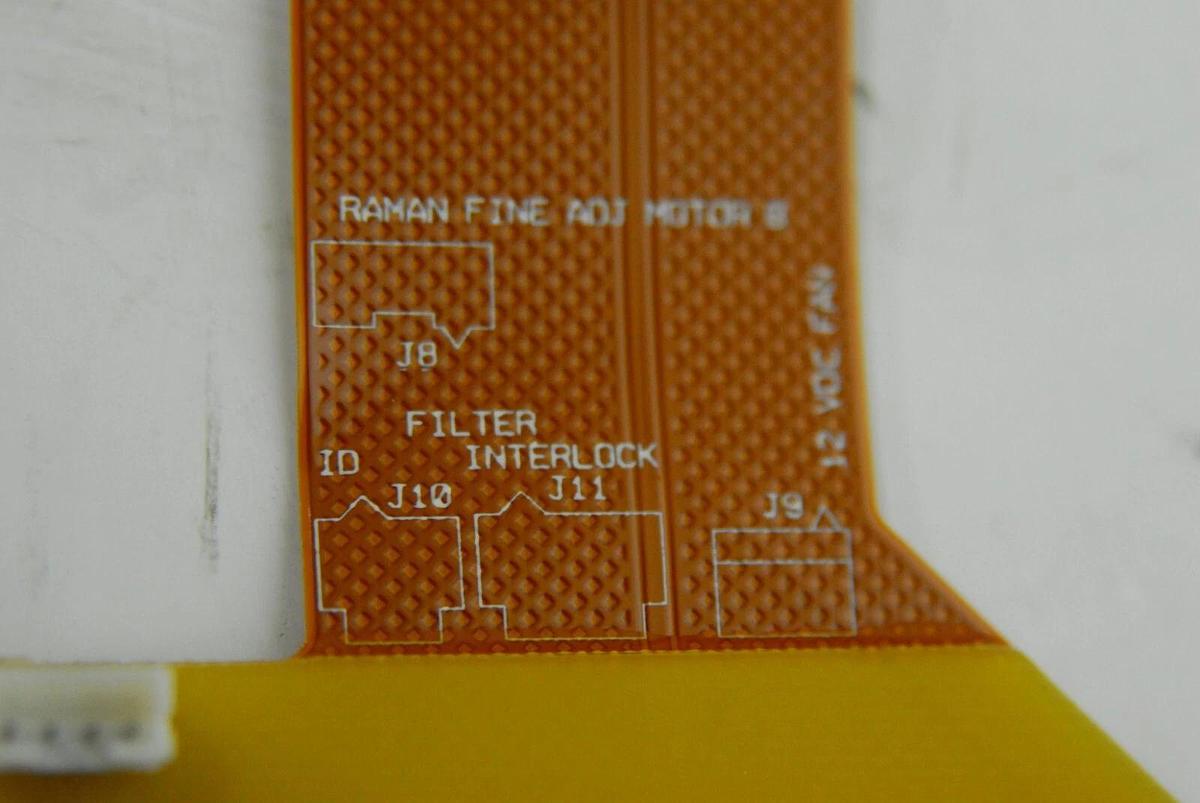 RAMAN FINE ADJ MOTOR
J8
12 VDC FAN
FILTER
ID
INTERLOCK
J10
J11
J9